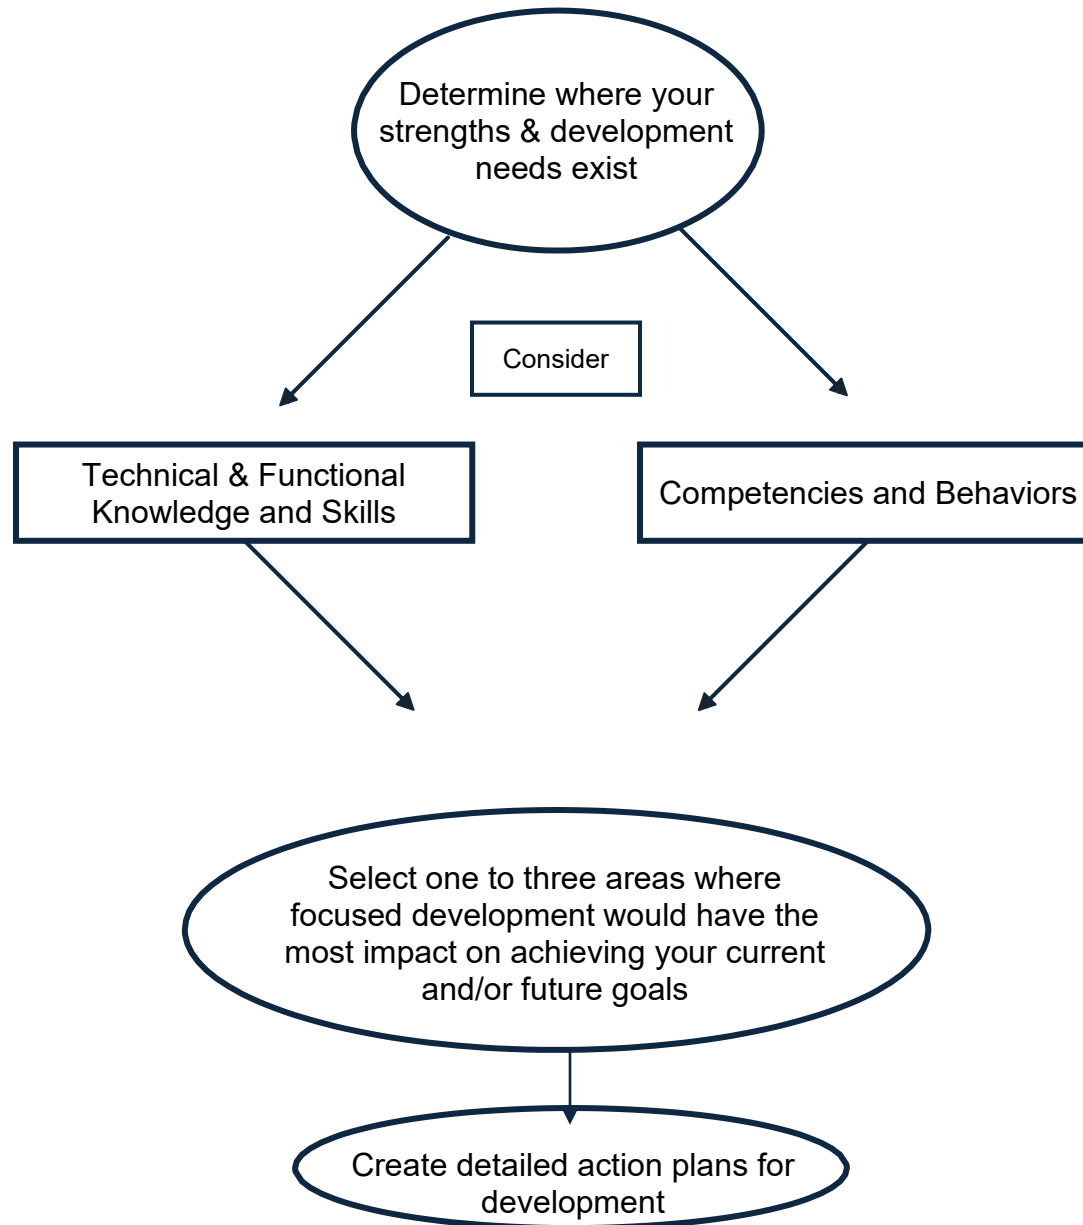 Determine where your
strengths & development
needs exist
Consider
Technical & Functional
Knowledge and Skills
Competencies and Behaviors
Select one to three areas where
focused development would have the
most impact on achieving your current
and/or future goals
Create detailed action plans for
development